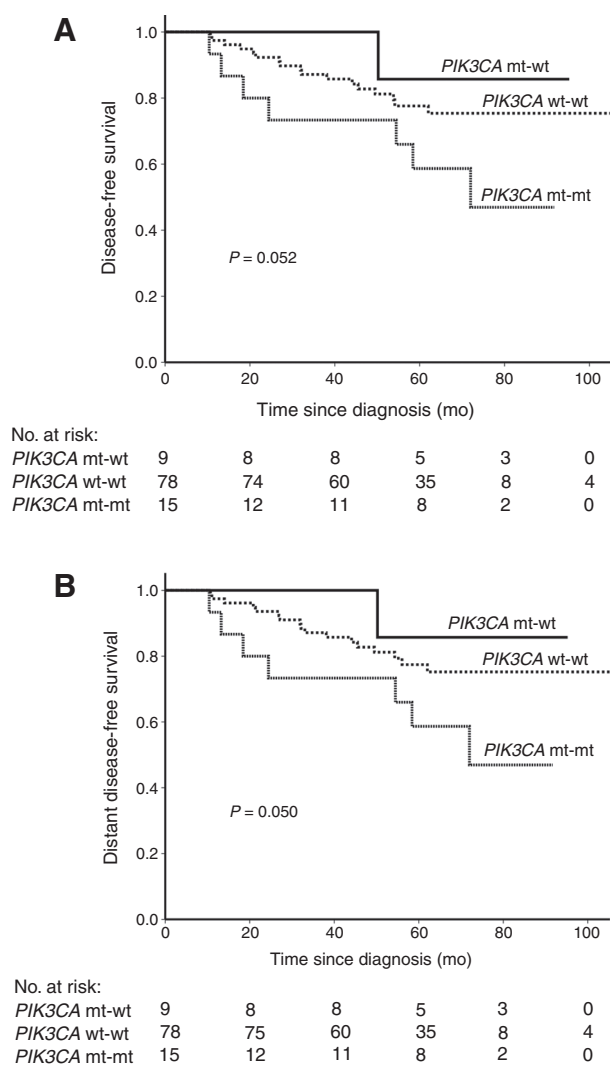 A
1.0
0.8
0.6
0.4
0.2
0.0
Disease-free survival
PIK3CA mt-wt
PIK3CA wt-wt
PIK3CA mt-mt
P = 0.052
0 20 40 60 80 100
Time since diagnosis (mo)
No. at risk:
PIK3CA mt-wt 9 8 8 5 3 0
PIK3CA wt-wt 78 74 60 35 8 4
PIK3CA mt-mt 15 12 11 8 2 0
B
1.0
0.8
0.6
0.4
0.2
0.0
Distant disease-free survival
PIK3CA mt-wt
PIK3CA wt-wt
PIK3CA mt-mt
P = 0.050
0 20 40 60 80 100
Time since diagnosis (mo)
No. at risk:
PIK3CA mt-wt 9 8 8 5 3 0
PIK3CA wt-wt 78 75 60 35 8 4
PIK3CA mt-mt 15 12 11 8 2 0